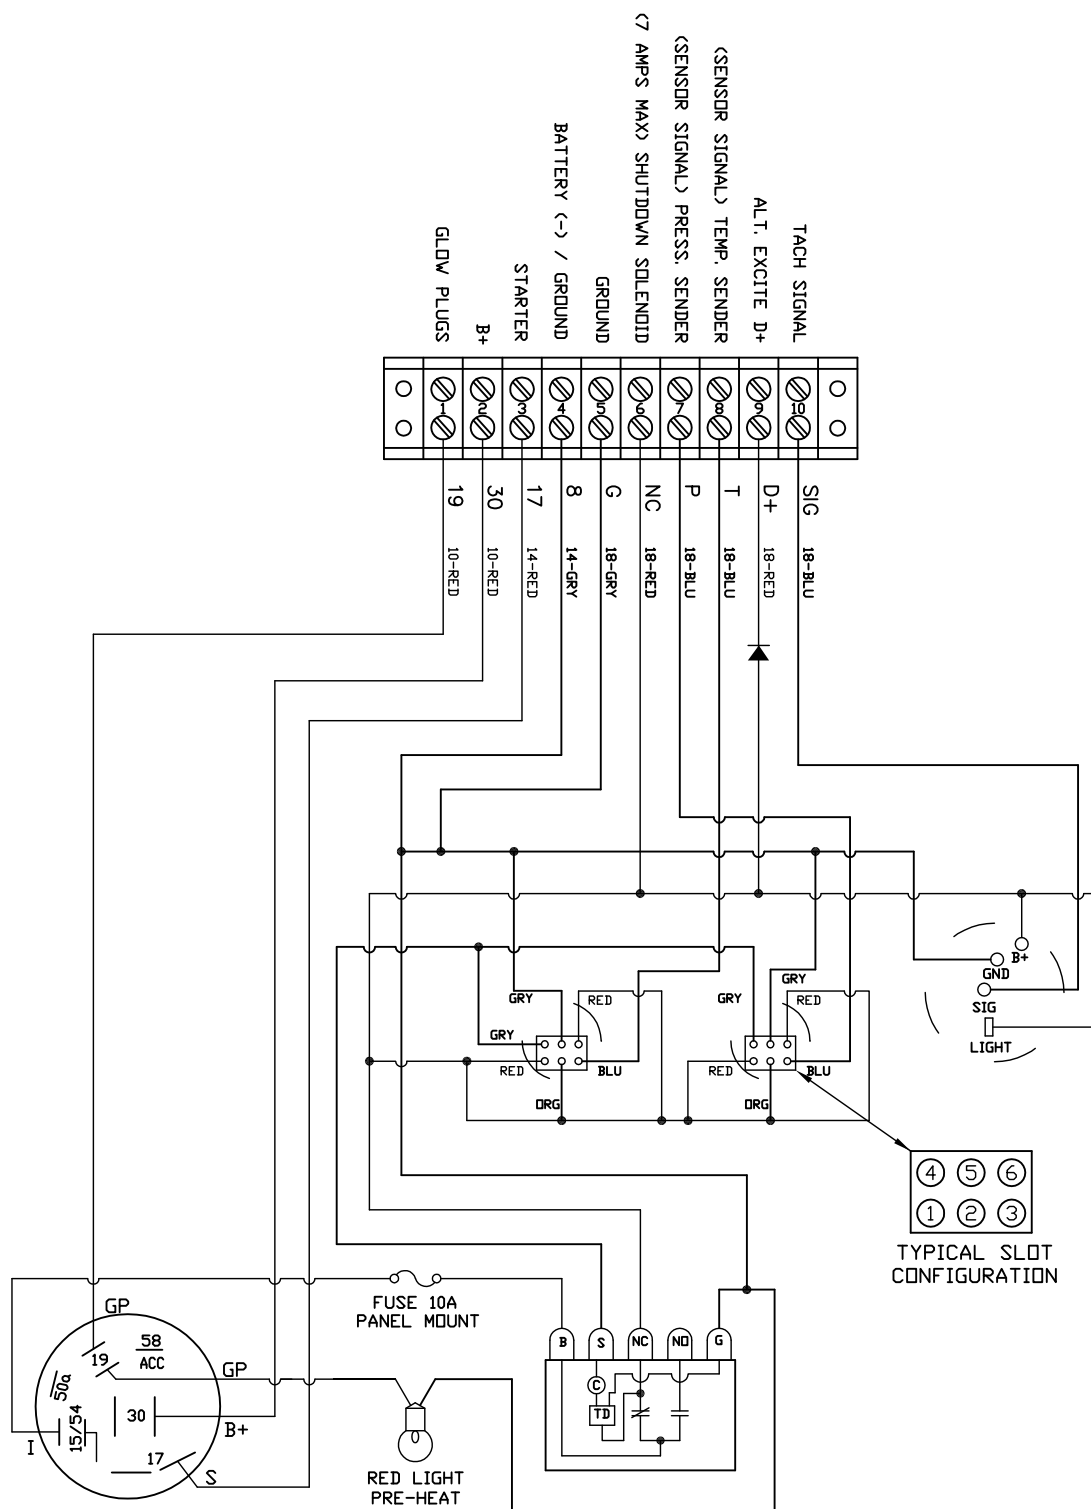 GLOW PLUGS
B+
STARTER
BATTERY (-) / GROUND
GROUND
(7 AMPS MAX) SHUTDOWN SOLENOID
(SENSOR SIGNAL) PRESS. SENDER
(SENSOR SIGNAL) TEMP. SENDER
ALT. EXCITE D+
TACH SIGNAL
1 2 3 4 5 6 7 8 9 10
19
30
17
8
G
NC
P
T
D+
SIG
10-RED
10-RED
14-RED
14-GRY
18-GRY
18-RED
18-BLU
18-BLU
18-RED
18-BLU
B+
GND
SIG
LIGHT
GRY
RED
GRY
RED
BLU
ORG
GRY
GRY
RED
RED
BLU
ORG
4 5 6
1 2 3
TYPICAL SLOT
CONFIGURATION
FUSE 10A
PANEL MOUNT
GP
58
ACC
19
50a
GP
30
15/54
B+
I
17
S
RED LIGHT
PRE-HEAT
B S NC NO G
C
TD